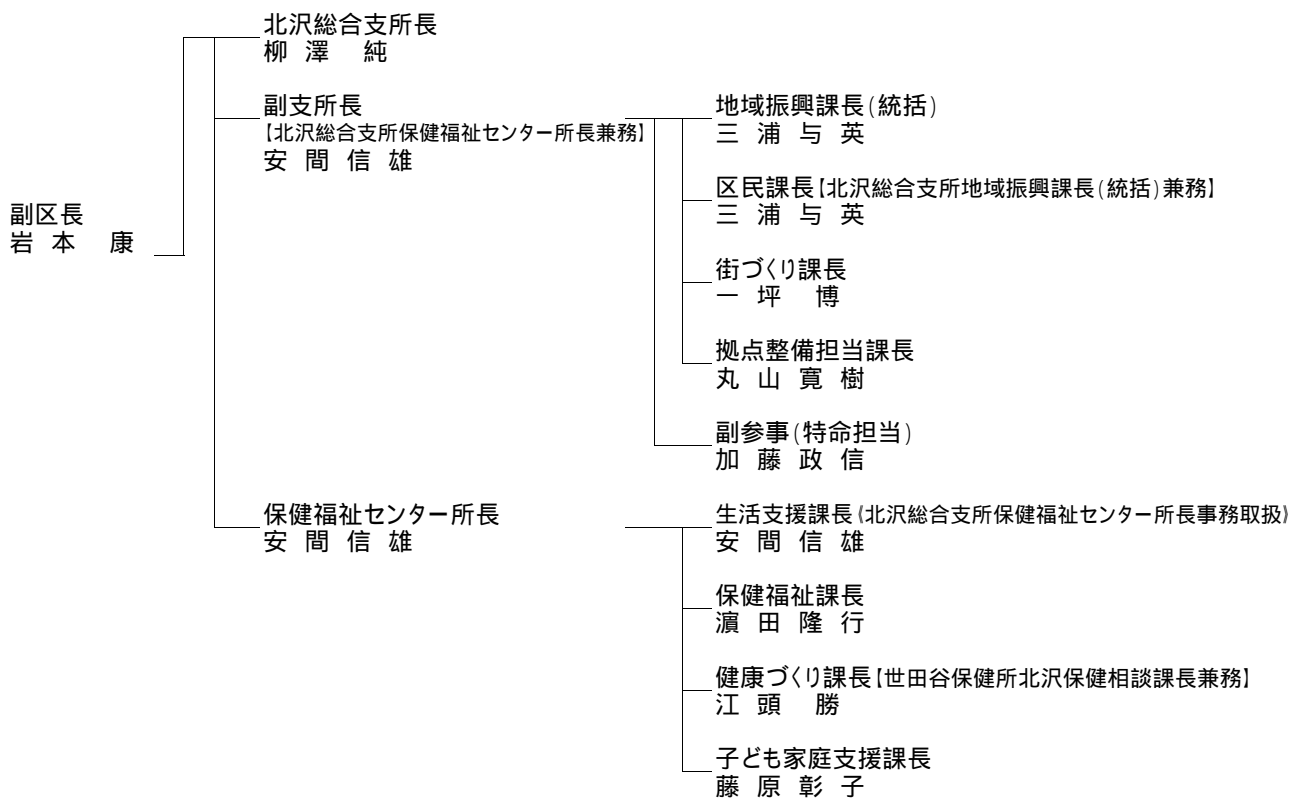 副区長
岩本 康
北沢総合支所長
柳澤 純
副支所長
【北沢総合支所保健福祉センター所長兼務】
安間信雄
地域振興課長(統括)
三浦与英
区民課長【北沢総合支所地域振興課長(統括)兼務】
三浦与英
街づくり課長
一坪 博
拠点整備担当課長
丸山寛樹
副参事(特命担当)
加藤政信
保健福祉センター所長
安間信雄
生活支援課長《北沢総合支所保健福祉センター所長事務取扱》
安間信雄
保健福祉課長
濵田隆行
健康づくり課長【世田谷保健所北沢保健相談課長兼務】
江頭 勝
子ども家庭支援課長
藤原彰子